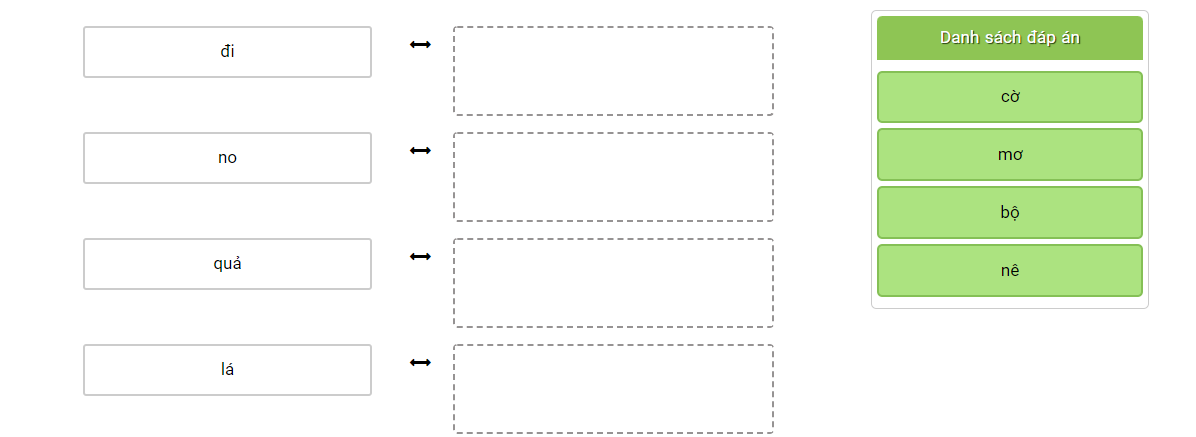 đi
no
quả
lá
Danh sách đáp án
cờ
mơ
bộ
nê